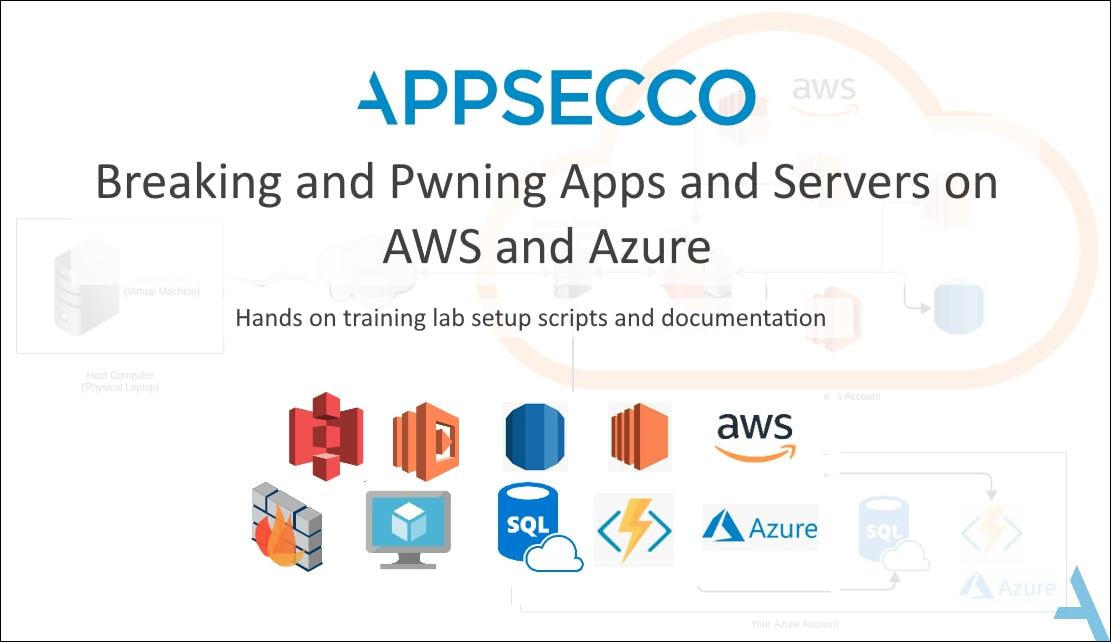 APPSECCO
Breaking and Pwning Apps and Servers on
AWS and Azure
Hands on training lab setup scripts and documentation
aws
(Virtual Machine)
Host Computer
(Physical Laptop)
s Account
aws
SQL
Azure
SQL
Azure
Your Azure Account